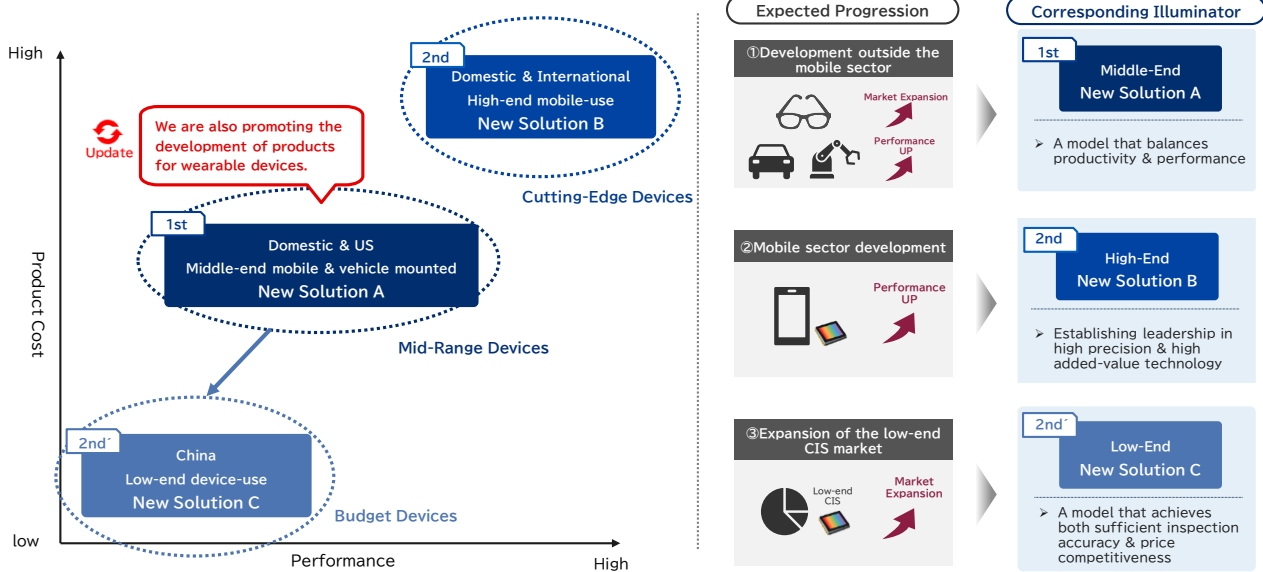 High
Product Cost
low
Performance
High
2nd
Domestic & International
High-end mobile-use
New Solution B
Cutting-Edge Devices
Update
We are also promoting the
development of products
for wearable devices.
1st
Domestic & US
Middle-end mobile & vehicle mounted
New Solution A
Mid-Range Devices
2nd´
China
Low-end device-use
New Solution C
Budget Devices
Expected Progression
①Development outside the
mobile sector
Market Expansion
Performance
UP
②Mobile sector development
Performance
UP
③Expansion of the low-end
CIS market
Low-end
CIS
Market
Expansion
Corresponding Illuminator
1st
Middle-End
New Solution A
➢ A model that balances
productivity & performance
2nd
High-End
New Solution B
➢ Establishing leadership in
high precision & high
added-value technology
2nd´
Low-End
New Solution C
➢ A model that achieves
both sufficient inspection
accuracy & price
competitiveness